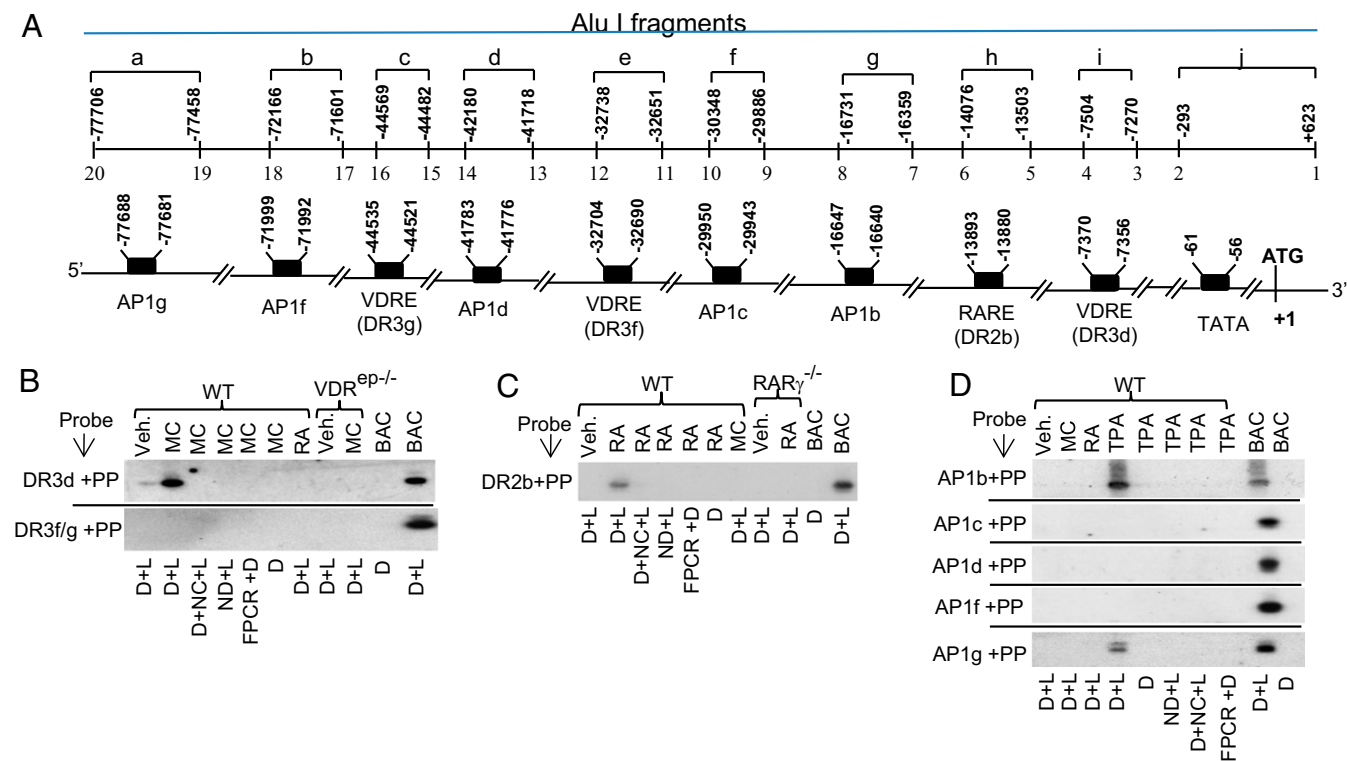 A
Alu I fragments
a b c d e f g h i j
-77706 -77458 -72166 -71601 -44569 -44482 -42180 -41718 -32738 -32651 -30348 -29886 -16731 -16359 -14076 -13503 -7504 -7270 -293 +623
20 19 18 17 16 15 14 13 12 11 10 9 8 7 6 5 4 3 2 1
-77688 -77681 -71999 -71992 -44535 -44521 -41783 -41776 -32704 -32690 -29950 -29943 -16647 -16640 -13893 -13880 -7370 -7356 -61 -56 ATG
5’ 3’
AP1g AP1f VDRE (DR3g) AP1d VDRE (DR3f) AP1c AP1b RARE (DR2b) VDRE (DR3d) TATA +1
B
WT VDRep-/-
Probe
Veh. MC MC MC MC MC RA Veh. MC BAC BAC
DR3d +PP
DR3f/g +PP
D+L D+L D+NC+L ND+L FPCR +D D D+L D+L D+L D D+L
C
WT RARγ-/-
Probe
Veh. RA RA RA RA RA MC Veh. RA BAC BAC
DR2b+PP
D+L D+L D+NC+L ND+L FPCR +D D D+L D+L D+L D D+L
D
WT
Probe
Veh. MC RA TPA TPA TPA TPA TPA BAC BAC
AP1b+PP
AP1c +PP
AP1d +PP
AP1f +PP
AP1g +PP
D+L D+L D+L D+L D ND+L D+NC+L FPCR +D D+L D